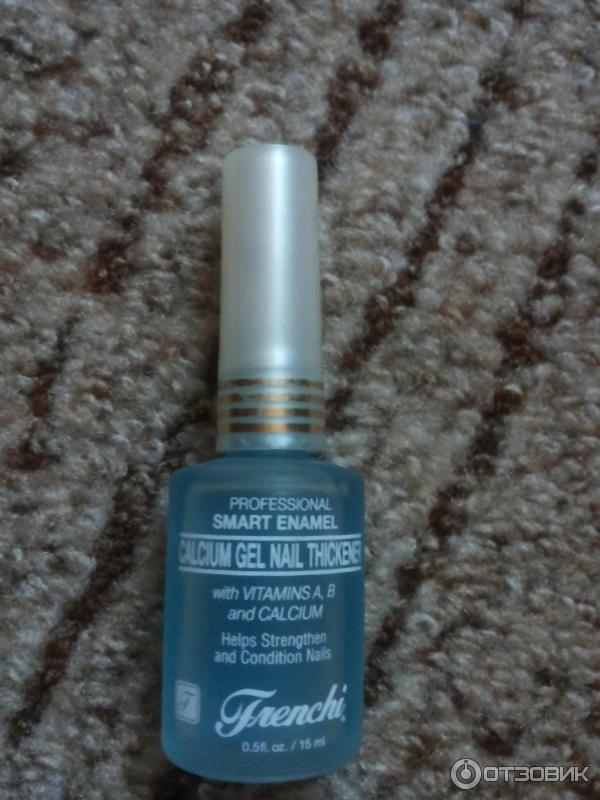 PROFESSIONAL
SMART ENAMEL
CALCIUM GEL NAIL THICKENER
with VITAMINS A, B
and CALCIUM
Helps Strengthen
and Condition Nails
F
Frenchi®
0.5fl. oz. / 15 ml
ОТЗОВИК